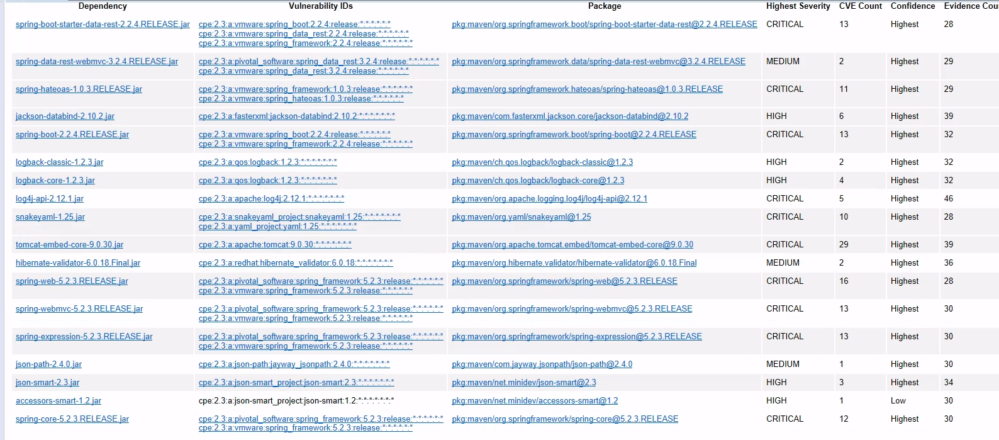 Dependency Vulnerability IDs Package Highest Severity CVE Count Confidence Evidence Cou
spring-boot-starter-data-rest-2.2.4.RELEASE.jar cpe:2.3:a:vmware:spring_boot:2.2.4:release:*:*:*:*:*:* pkg:maven/org.springframework.boot/spring-boot-starter-data-rest@2.2.4.RELEASE CRITICAL 13 Highest 28
cpe:2.3:a:vmware:spring_data_rest:2.2.4:release:*:*:*:*:*:*
cpe:2.3:a:vmware:spring_framework:2.2.4:release:*:*:*:*:*:*
spring-data-rest-webmvc-3.2.4.RELEASE.jar cpe:2.3:a:pivotal_software:spring_data_rest:3.2.4:release:*:*:*:*:*:* pkg:maven/org.springframework.data/spring-data-rest-webmvc@3.2.4.RELEASE MEDIUM 2 Highest 29
cpe:2.3:a:vmware:spring_data_rest:3.2.4:release:*:*:*:*:*:*
spring-hateoas-1.0.3.RELEASE.jar cpe:2.3:a:vmware:spring_framework:1.0.3:release:*:*:*:*:*:* pkg:maven/org.springframework.hateoas/spring-hateoas@1.0.3.RELEASE CRITICAL 11 Highest 29
cpe:2.3:a:vmware:spring_hateoas:1.0.3:release:*:*:*:*:*:*
jackson-databind-2.10.2.jar cpe:2.3:a:fasterxml:jackson-databind:2.10.2:*:*:*:*:*:*:* pkg:maven/com.fasterxml.jackson.core/jackson-databind@2.10.2 HIGH 6 Highest 39
spring-boot-2.2.4.RELEASE.jar cpe:2.3:a:vmware:spring_boot:2.2.4:release:*:*:*:*:*:* pkg:maven/org.springframework.boot/spring-boot@2.2.4.RELEASE CRITICAL 13 Highest 32
cpe:2.3:a:vmware:spring_framework:2.2.4:release:*:*:*:*:*:*
logback-classic-1.2.3.jar cpe:2.3:a:qos:logback:1.2.3:*:*:*:*:*:*:* pkg:maven/ch.qos.logback/logback-classic@1.2.3 HIGH 2 Highest 32
logback-core-1.2.3.jar cpe:2.3:a:qos:logback:1.2.3:*:*:*:*:*:*:* pkg:maven/ch.qos.logback/logback-core@1.2.3 HIGH 4 Highest 32
log4j-api-2.12.1.jar cpe:2.3:a:apache:log4j:2.12.1:*:*:*:*:*:*:* pkg:maven/org.apache.logging.log4j/log4j-api@2.12.1 CRITICAL 5 Highest 46
snakeyaml-1.25.jar cpe:2.3:a:snakeyaml_project:snakeyaml:1.25:*:*:*:*:*:*:* pkg:maven/org.yaml/snakeyaml@1.25 CRITICAL 10 Highest 28
cpe:2.3:a:yaml_project:yaml:1.25:*:*:*:*:*:*:*
tomcat-embed-core-9.0.30.jar cpe:2.3:a:apache:tomcat:9.0.30:*:*:*:*:*:*:* pkg:maven/org.apache.tomcat.embed/tomcat-embed-core@9.0.30 CRITICAL 29 Highest 39
hibernate-validator-6.0.18.Final.jar cpe:2.3:a:redhat:hibernate_validator:6.0.18:*:*:*:*:*:*:* pkg:maven/org.hibernate.validator/hibernate-validator@6.0.18.Final MEDIUM 2 Highest 36
spring-web-5.2.3.RELEASE.jar cpe:2.3:a:pivotal_software:spring_framework:5.2.3:release:*:*:*:*:*:* pkg:maven/org.springframework/spring-web@5.2.3.RELEASE CRITICAL 16 Highest 28
cpe:2.3:a:vmware:spring_framework:5.2.3:release:*:*:*:*:*:*
spring-webmvc-5.2.3.RELEASE.jar cpe:2.3:a:pivotal_software:spring_framework:5.2.3:release:*:*:*:*:*:* pkg:maven/org.springframework/spring-webmvc@5.2.3.RELEASE CRITICAL 13 Highest 30
cpe:2.3:a:vmware:spring_framework:5.2.3:release:*:*:*:*:*:*
spring-expression-5.2.3.RELEASE.jar cpe:2.3:a:pivotal_software:spring_framework:5.2.3:release:*:*:*:*:*:* pkg:maven/org.springframework/spring-expression@5.2.3.RELEASE CRITICAL 13 Highest 30
cpe:2.3:a:vmware:spring_framework:5.2.3:release:*:*:*:*:*:*
json-path-2.4.0.jar cpe:2.3:a:json-path:jayway_jsonpath:2.4.0:*:*:*:*:*:*:* pkg:maven/com.jayway.jsonpath/json-path@2.4.0 MEDIUM 1 Highest 30
json-smart-2.3.jar cpe:2.3:a:json-smart_project:json-smart:2.3:*:*:*:*:*:*:* pkg:maven/net.minidev/json-smart@2.3 HIGH 3 Highest 34
accessors-smart-1.2.jar cpe:2.3:a:json-smart_project:json-smart:1.2:*:*:*:*:*:*:* pkg:maven/net.minidev/accessors-smart@1.2 HIGH 1 Low 30
spring-core-5.2.3.RELEASE.jar cpe:2.3:a:pivotal_software:spring_framework:5.2.3:release:*:*:*:*:*:* pkg:maven/org.springframework/spring-core@5.2.3.RELEASE CRITICAL 12 Highest 30
cpe:2.3:a:vmware:spring_framework:5.2.3:release:*:*:*:*:*:*